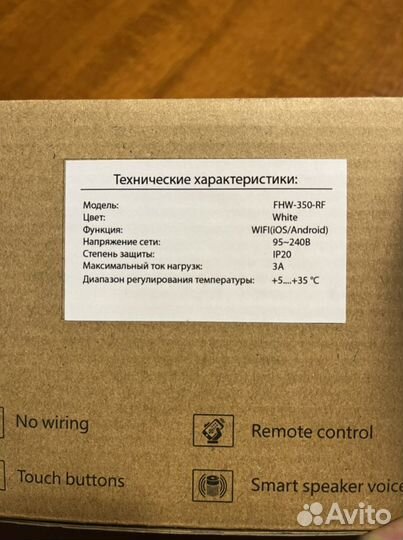 Технические характеристики:
Модель: FHW-350-RF
Цвет: White
Функция: WIFI(iOS/Android)
Напряжение сети: 95~240В
Степень защиты: IP20
Максимальный ток нагрузк: 3А
Диапазон регулирования температуры: +5....+35 °C
No wiring Remote control
Touch buttons Smart speaker voice
Avito